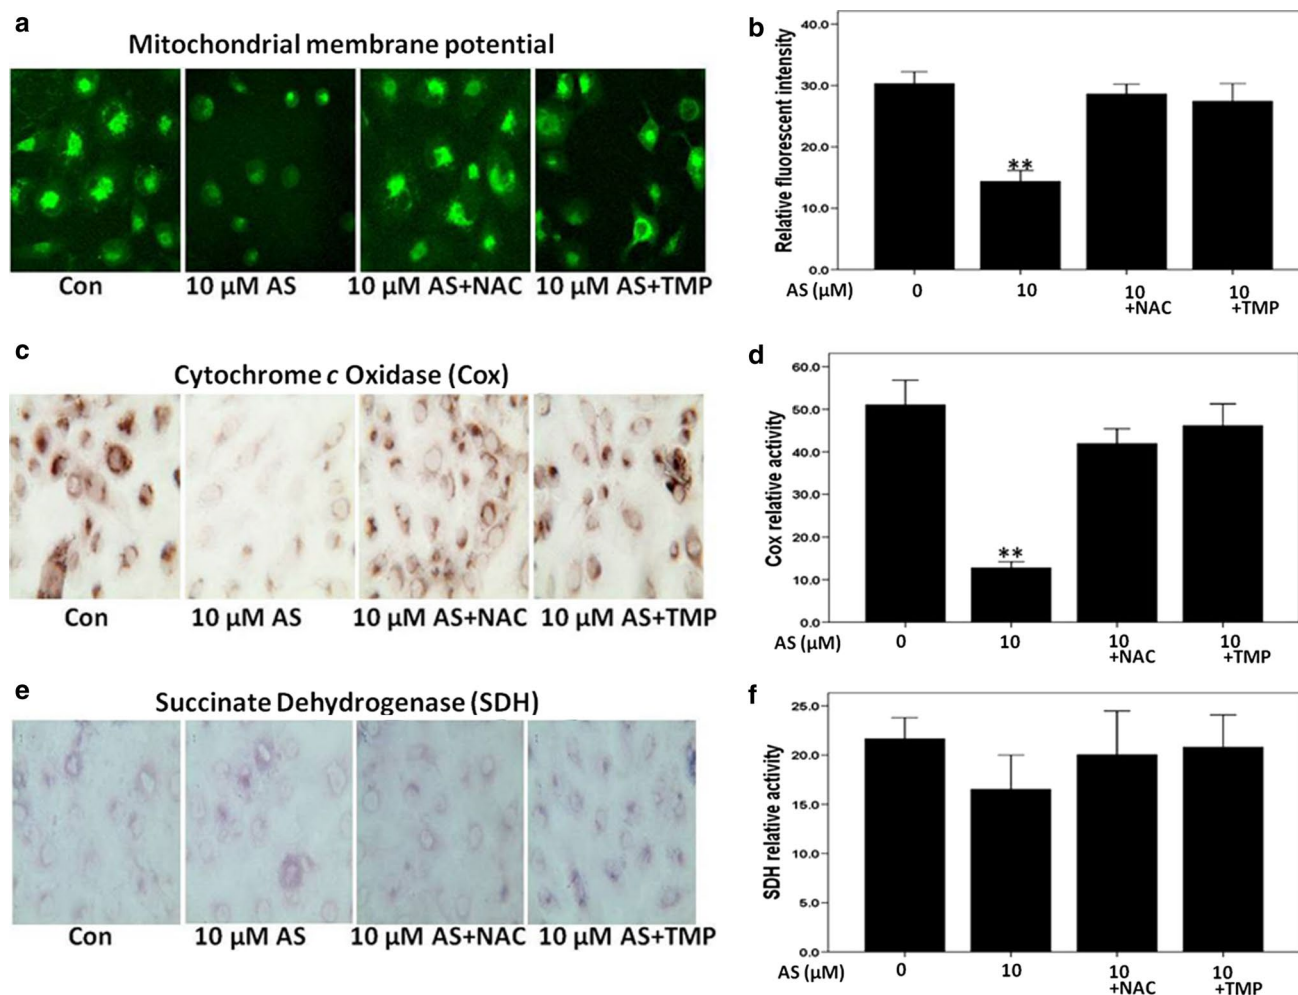 a
Mitochondrial membrane potential
Con
10 µM AS
10 µM AS+NAC
10 µM AS+TMP
b
Relative fluorescent intensity
40.0
30.0
20.0
10.0
0.0
**
AS (µM)
0
10
10
+NAC
10
+TMP
c
Cytochrome c Oxidase (Cox)
Con
10 µM AS
10 µM AS+NAC
10 µM AS+TMP
d
Cox relative activity
60.0
50.0
40.0
30.0
20.0
10.0
0.0
**
AS (µM)
0
10
10
+NAC
10
+TMP
e
Succinate Dehydrogenase (SDH)
Con
10 µM AS
10 µM AS+NAC
10 µM AS+TMP
f
SDH relative activity
25.0
20.0
15.0
10.0
5.0
0.0
AS (µM)
0
10
10
+NAC
10
+TMP